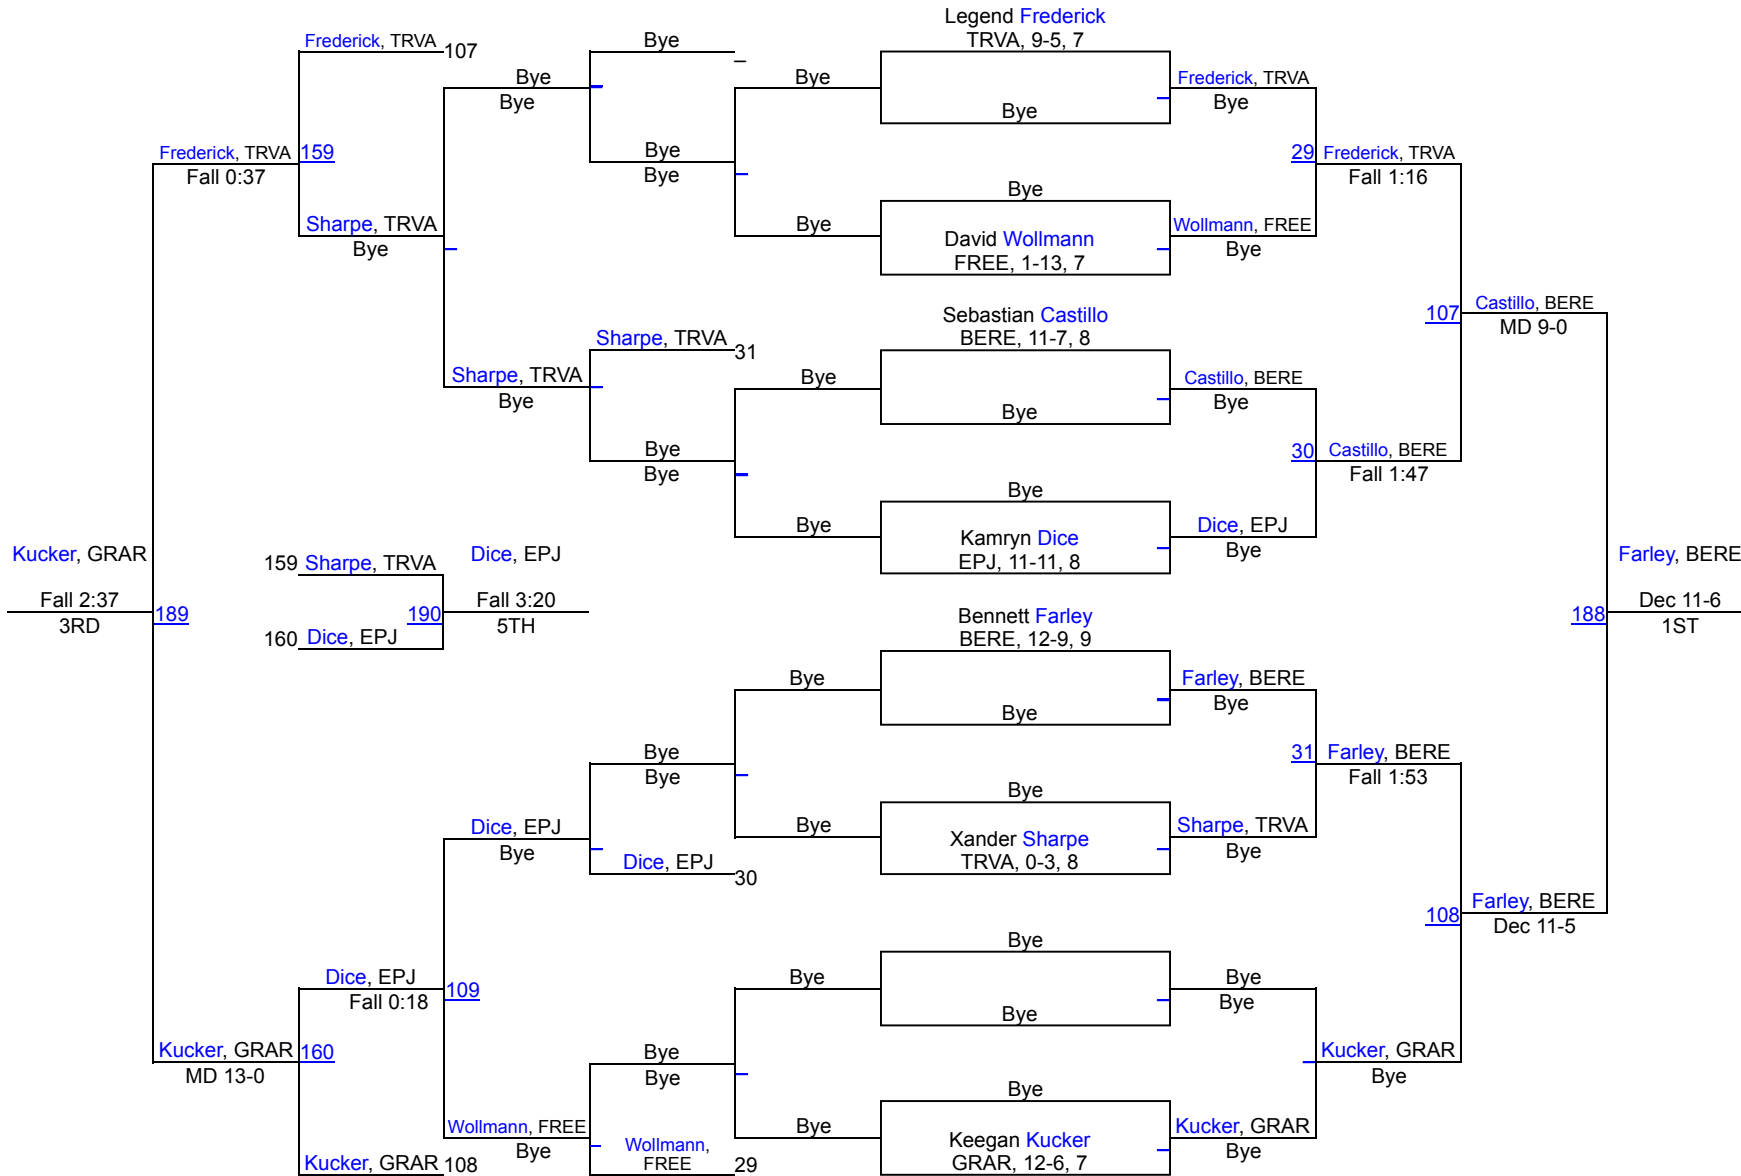 Legend Frederick
TRVA, 9-5, 7
Frederick, TRVA
107
Bye
_
Bye
Bye
Bye
Frederick, TRVA
Bye
Bye
Frederick, TRVA
159
Fall 0:37
Bye
Bye
29
Frederick, TRVA
Fall 1:16
Bye
Sharpe, TRVA
Bye
Bye
David Wollmann
FREE, 1-13, 7
Wollmann, FREE
Bye
Sebastian Castillo
BERE, 11-7, 8
107
Castillo, BERE
MD 9-0
Sharpe, TRVA
31
Sharpe, TRVA
Bye
Bye
Castillo, BERE
Bye
Bye
Bye
Bye
30
Castillo, BERE
Fall 1:47
Bye
Bye
Kamryn Dice
EPJ, 11-11, 8
Dice, EPJ
Bye
Kucker, GRAR
159
Sharpe, TRVA
Dice, EPJ
Farley, BERE
Fall 2:37
3RD
189
190
Fall 3:20
5TH
160
Dice, EPJ
Bennett Farley
BERE, 12-9, 9
188
Dec 11-6
1ST
Bye
Farley, BERE
Bye
Bye
Bye
Bye
31
Farley, BERE
Fall 1:53
Bye
Dice, EPJ
Bye
Bye
Xander Sharpe
TRVA, 0-3, 8
Sharpe, TRVA
Bye
Dice, EPJ
30
108
Farley, BERE
Dec 11-5
Bye
Dice, EPJ
Fall 0:18
109
Bye
Bye
Bye
Bye
Kucker, GRAR
160
MD 13-0
Bye
Bye
Kucker, GRAR
Bye
Bye
Wollmann, FREE
Bye
Bye
Keegan Kucker
GRAR, 12-6, 7
Kucker, GRAR
Bye
Kucker, GRAR
108
Wollmann,
FREE
29